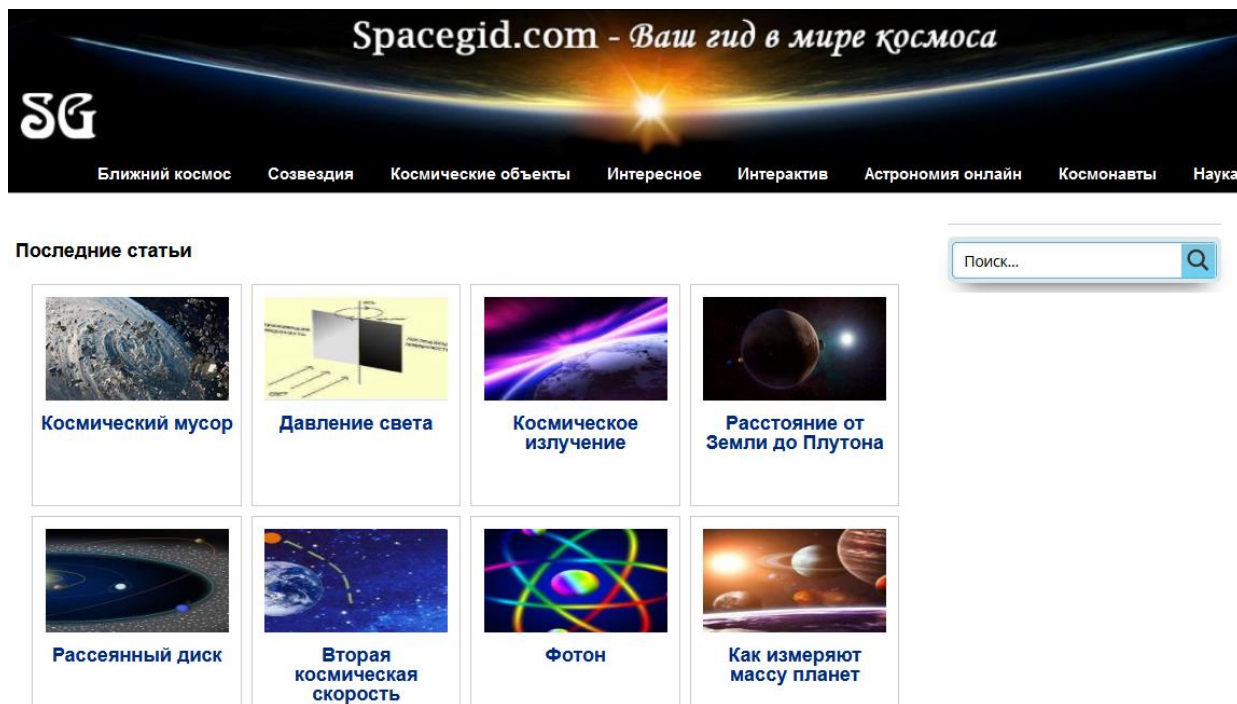 Spacegid.com - Ваш гид в мире космоса
SG
Ближний космос Созвездия Космические объекты Интересное Интерактив Астрономия онлайн Космонавты Наука
Последние статьи
Поиск...
Космический мусор
Давление света
Космическое
излучение
Расстояние от
Земли до Плутона
Рассеянный диск
Вторая
космическая
скорость
Фотон
Как измеряют
массу планет